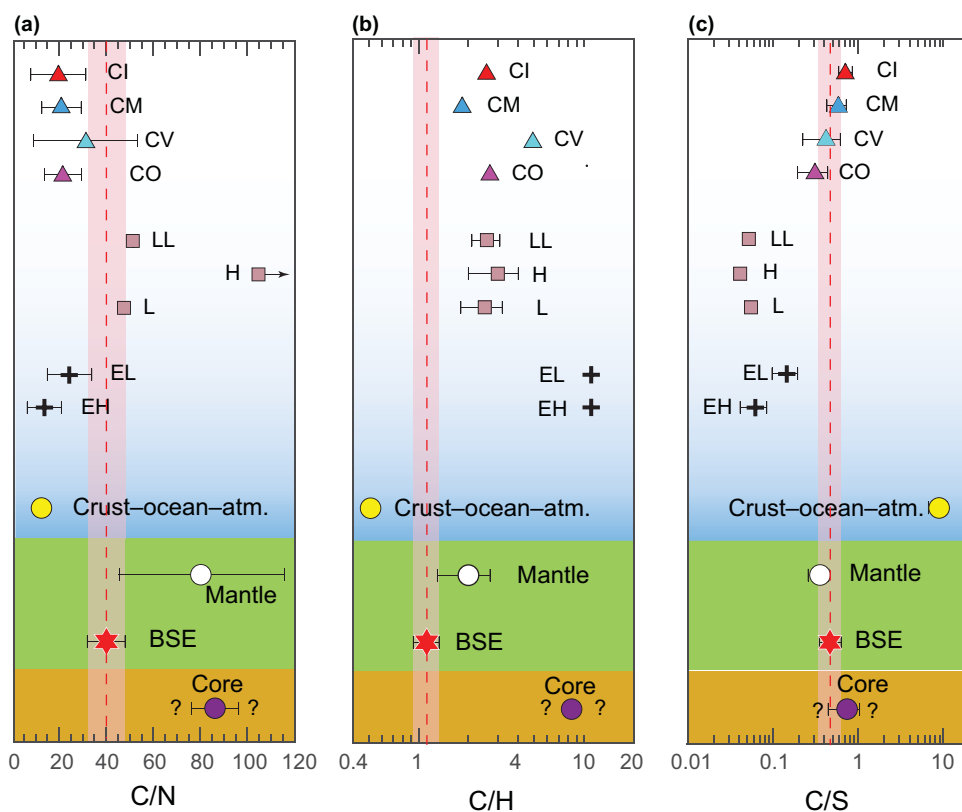 (a)
CI
CM
CV
CO
LL
H
L
EL
EH
Crust–ocean–atm.
Mantle
BSE
Core
? ?
0 20 40 60 80 100 120
C/N
(b)
CI
CM
CV
CO
LL
H
L
EL
EH
Crust–ocean–atm.
Mantle
BSE
Core
? ?
0.4 1 4 10 20
C/H
(c)
CI
CM
CV
CO
LL
H
L
EL
EH
Crust–ocean–atm.
Mantle
BSE
Core
? ?
0.01 0.1 1 10
C/S